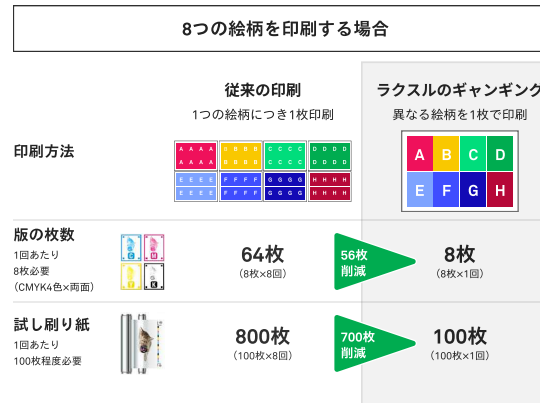 8つの絵柄を印刷する場合
従来の印刷
ラクスルのギャンギング
1つの絵柄につき1枚印刷
異なる絵柄を1枚で印刷
印刷方法
A A A A B B B B C C C C D D D D
A A A A B B B B C C C C D D D D
E E E E F F F F G G G G H H H H
E E E E F F F F G G G G H H H H
A B C D
E F G H
版の枚数
1回あたり
8枚必要
(CMYK4色×両面)
C M
Y K
64枚
(8枚×8回)
56枚
削減
8枚
(8枚×1回)
試し刷り紙
1回あたり
100枚程度必要
800枚
(100枚×8回)
700枚
削減
100枚
(100枚×1回)